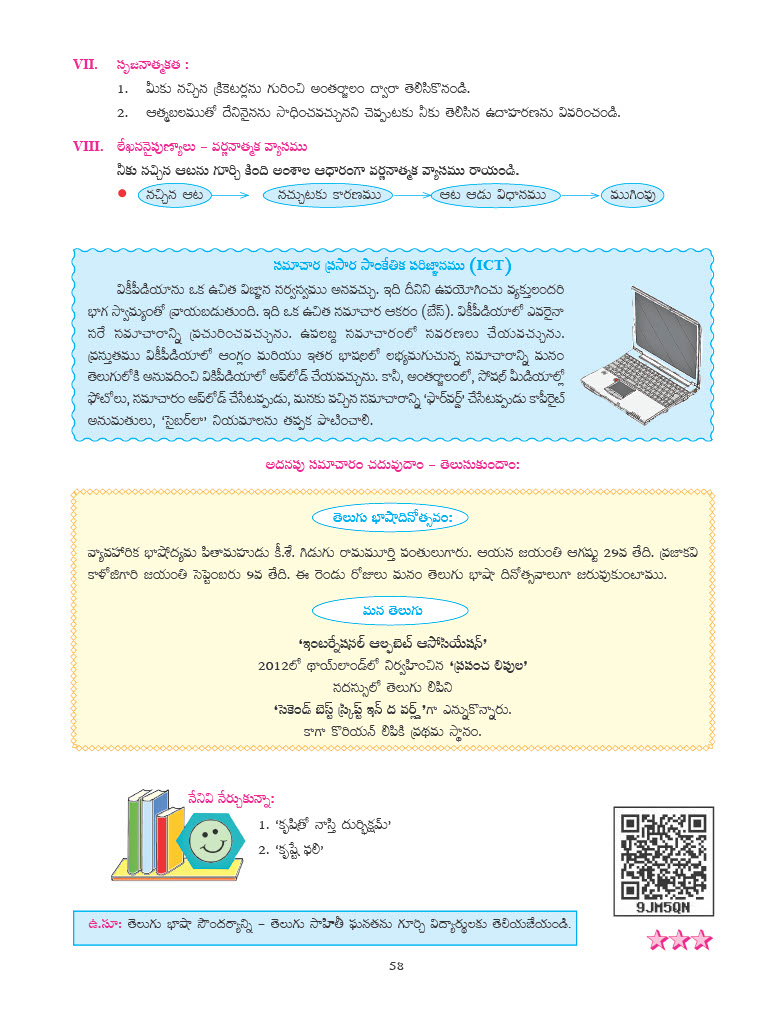 VII. సృజనాత్మకత :
1. మీకు నచ్చిన క్రికెటర్లను గురించి అంతర్జాలం ద్వారా తెలిసికొనండి.
2. ఆత్మబలముతో దేనినైనను సాధించవచ్చునని చెప్పుటకు నీకు తెలిసిన ఉదాహరణను వివరించండి.
VIII. లేఖననైపుణ్యాలు – వర్ణనాత్మక వ్యాసము
నీకు నచ్చిన ఆటను గూర్చి కింది అంశాల ఆధారంగా వర్ణనాత్మక వ్యాసము రాయండి.
• నచ్చిన ఆట నచ్చుటకు కారణము ఆట ఆడు విధానము ముగింపు
సమాచార ప్రసార సాంకేతిక పరిజ్ఞానము (ICT)
వికీపీడియాను ఒక ఉచిత విజ్ఞాన సర్వస్వము అనవచ్చు. ఇది దీనిని ఉపయోగించు వ్యక్తులందరి
భాగ స్వామ్యంతో వ్రాయబడుతుంది. ఇది ఒక ఉచిత సమాచార ఆకరం (బేస్). వికీపీడియాలో ఎవరైనా
సరే సమాచారాన్ని ప్రచురించవచ్చును. ఉపలబ్ద సమాచారంలో సవరణలు చేయవచ్చును.
ప్రస్తుతము వికీపీడియాలో ఆంగ్లం మరియు ఇతర భాషలలో లభ్యమగుచున్న సమాచారాన్ని మనం
తెలుగులోకి అనువదించి వికీపీడియాలో అప్‌లోడ్ చేయవచ్చును. కానీ, అంతర్జలంలో, సోషల్ మీడియాల్లో
ఫోటోలు, సమాచారం అప్‌లోడ్ చేసేటప్పుడు, మనకు వచ్చిన సమాచారాన్ని ‘ఫార్‌వర్డ్’ చేసేటప్పుడు కాపీరైట్
అనుమతులు, ‘సైబర్‌లా’ నియమాలను తప్పక పాటించాలి.
అదనపు సమాచారం చదువుదాం – తెలుసుకుందాం:
తెలుగు భాషాదినోత్సవం:
వ్యావహారిక భాషోద్యమ పితామహుడు కీ.శే. గిడుగు రామమూర్తి పంతులుగారు. ఆయన జయంతి ఆగష్టు 29వ తేది. ప్రజాకవి
కాళోజిగారి జయంతి సెప్టెంబరు 9వ తేది. ఈ రెండు రోజులు మనం తెలుగు భాషా దినోత్సవాలుగా జరుపుకుంటాము.
మన తెలుగు
‘ఇంటర్నేషనల్ ఆల్ఫబెట్ ఆసోసియేషన్’
2012లో థాయ్‌లాండ్‌లో నిర్వహించిన ‘ప్రపంచ లిపుల’
సదస్సులో తెలుగు లిపిని
‘సెకెండ్ బెస్ట్ స్క్రిప్ట్ ఇన్ ద వర్ల్డ్’గా ఎన్నుకొన్నారు.
కాగా కొరియన్ లిపికి ప్రథమ స్థానం.
నేనివి నేర్చుకున్నా:
1. ‘కృషితో నాస్తి దుర్భిక్షమ్’
2. ‘కృష్టే ఫలి’
9JM5QN
ఉ.సూ: తెలుగు భాషా సౌందర్యాన్ని – తెలుగు సాహితీ ఘనతను గూర్చి విద్యార్థులకు తెలియజేయండి.
58